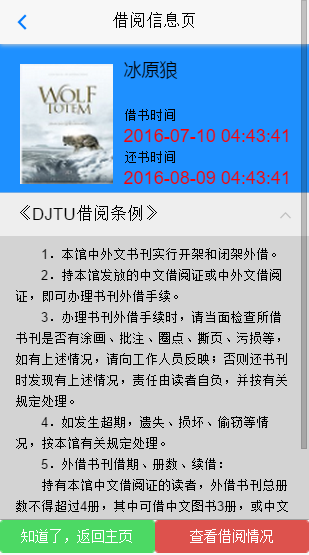 借阅信息页
冰原狼
WOLF
TOTEM
借书时间
2016-07-10 04:43:41
还书时间
2016-08-09 04:43:41
《DJTU借阅条例》
1．本馆中外文书刊实行开架和闭架外借。
2．持本馆发放的中文借阅证或中外文借阅
证，即可办理书刊外借手续。
3．办理书刊外借手续时，请当面检查所借
书刊是否有涂画、批注、圈点、撕页、污损等，
如有上述情况，请向工作人员反映；否则还书刊
时发现有上述情况，责任由读者自负，并按有关
规定处理。
4．如发生超期，遗失、损坏、偷窃等情
况，按本馆有关规定处理。
5．外借书刊借期、册数、续借：
持有本馆中文借阅证的读者，外借书刊总册
数不得超过4册，其中可借中文图书3册，或中文
知道了，返回主页
查看借阅情况